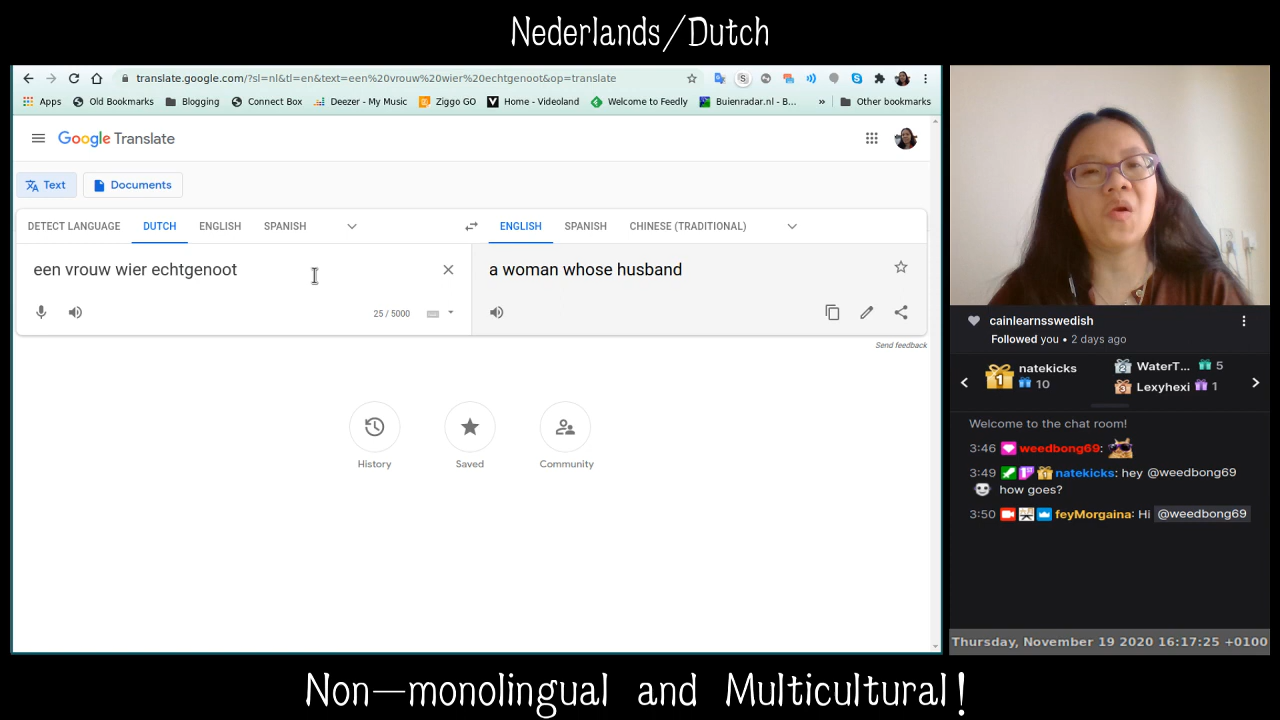 Nederlands/Dutch
translate.google.com/?sl=nl&tl=en&text=een%20vrouw%20wier%20echtgenoot&op=translate
Apps Old Bookmarks Blogging Connect Box Deezer - My Music Ziggo GO Home - Videoland Welcome to Feedly Buienradar.nl - B... » Other bookmarks
Google Translate
Text Documents
DETECT LANGUAGE DUTCH ENGLISH SPANISH ENGLISH SPANISH CHINESE (TRADITIONAL)
een vrouw wier echtgenoot
a woman whose husband
25 / 5000
Send feedback
History Saved Community
cainlearnsswedish
Followed you • 2 days ago
natekicks
10
WaterT... 5
Lexyhexi 1
Welcome to the chat room!
3:46 weedbong69:
3:49 natekicks: hey @weedbong69
how goes?
3:50 feyMorgaina: Hi @weedbong69
Thursday, November 19 2020 16:17:25 +0100
Non-monolingual and Multicultural!